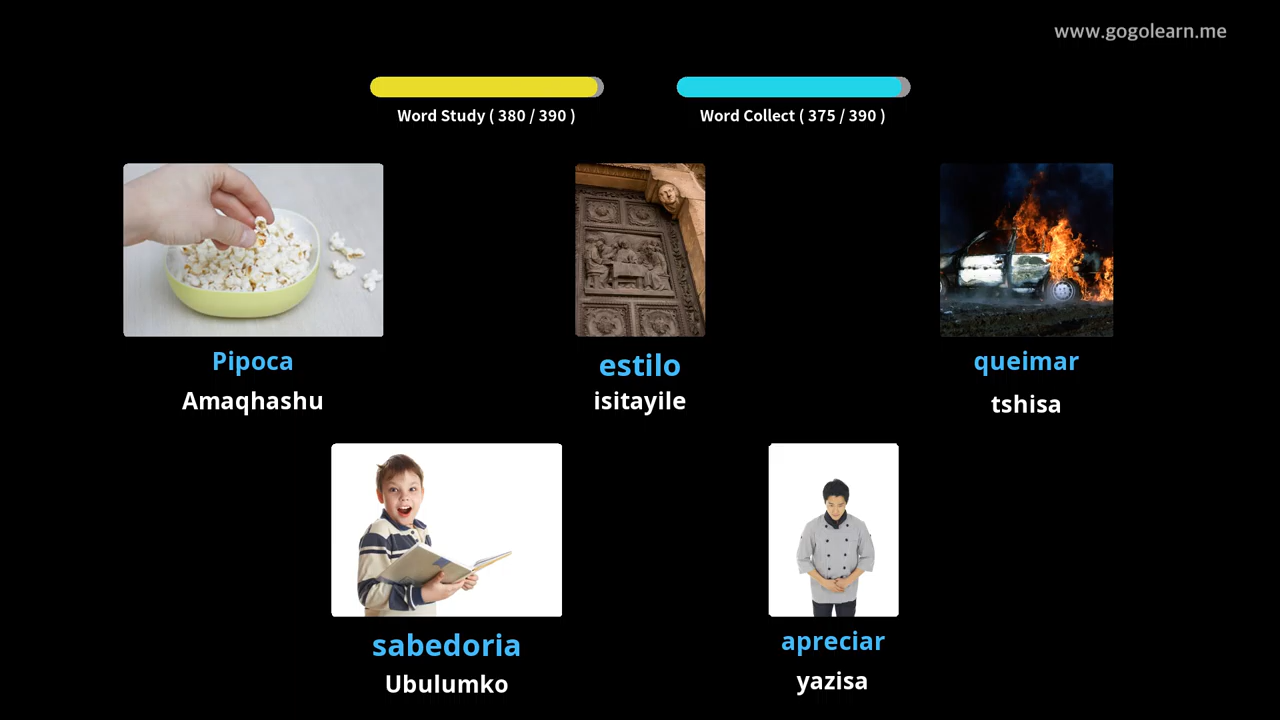 www.gogolearn.me
Word Study ( 380 / 390 )
Word Collect ( 375 / 390 )
Pipoca
Amaqhashu
estilo
isitayile
queimar
tshisa
sabedoria
Ubulumko
apreciar
yazisa